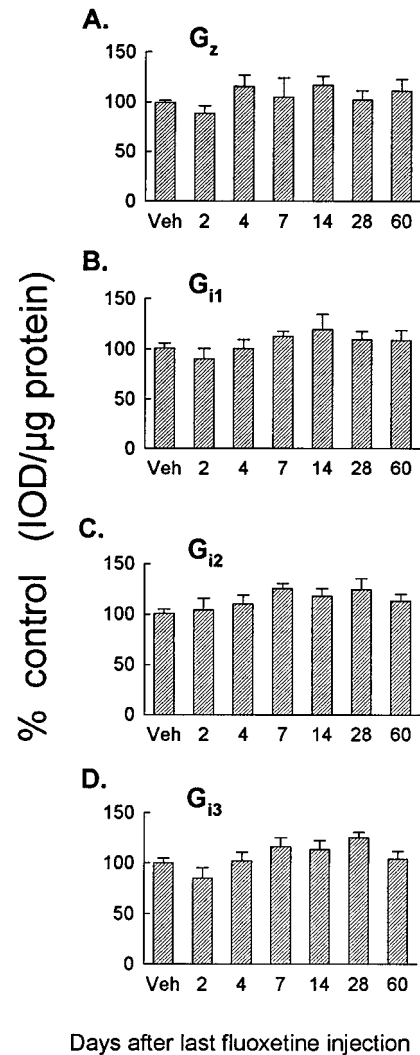 A.
Gz
150
100
50
0
Veh 2 4 7 14 28 60
B.
Gi1
150
100
50
0
Veh 2 4 7 14 28 60
C.
Gi2
150
100
50
0
Veh 2 4 7 14 28 60
D.
Gi3
150
100
50
0
Veh 2 4 7 14 28 60
% control (IOD/µg protein)
Days after last fluoxetine injection